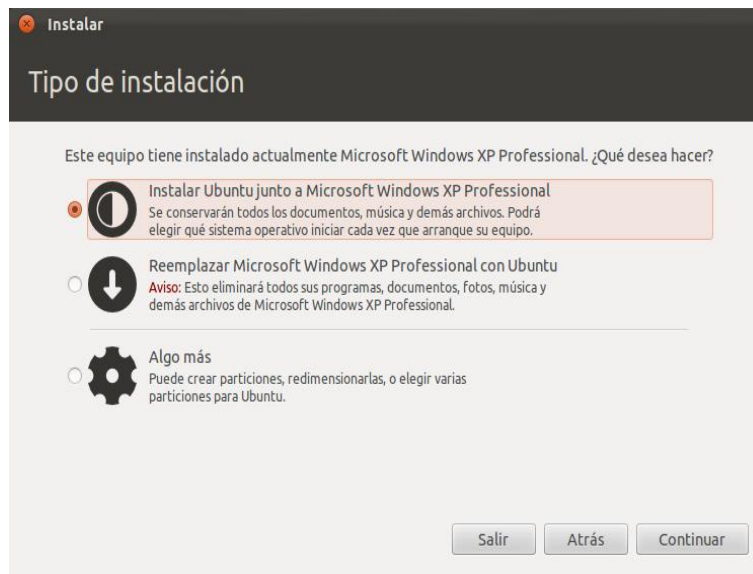 Instalar
Tipo de instalación
Este equipo tiene instalado actualmente Microsoft Windows XP Professional. ¿Qué desea hacer?
Instalar Ubuntu junto a Microsoft Windows XP Professional
Se conservarán todos los documentos, música y demás archivos. Podrá
elegir qué sistema operativo iniciar cada vez que arranque su equipo.
Reemplazar Microsoft Windows XP Professional con Ubuntu
Aviso: Esto eliminará todos sus programas, documentos, fotos, música y
demás archivos de Microsoft Windows XP Professional.
Algo más
Puede crear particiones, redimensionarlas, o elegir varias
particiones para Ubuntu.
Salir Atrás Continuar